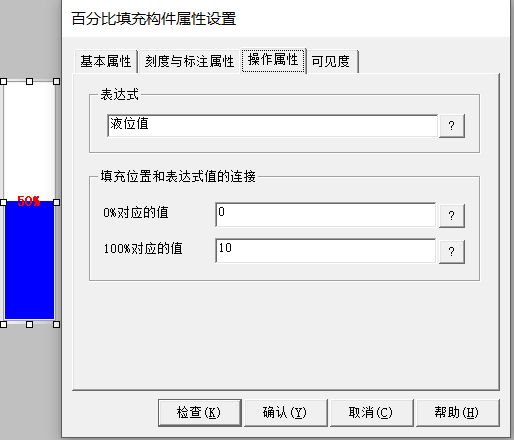 百分比填充构件属性设置
基本属性 刻度与标注属性 操作属性 可见度
表达式
液位值 ?
填充位置和表达式值的连接
0%对应的值 0 ?
100%对应的值 10 ?
50%
检查(K) 确认(Y) 取消(C) 帮助(H)